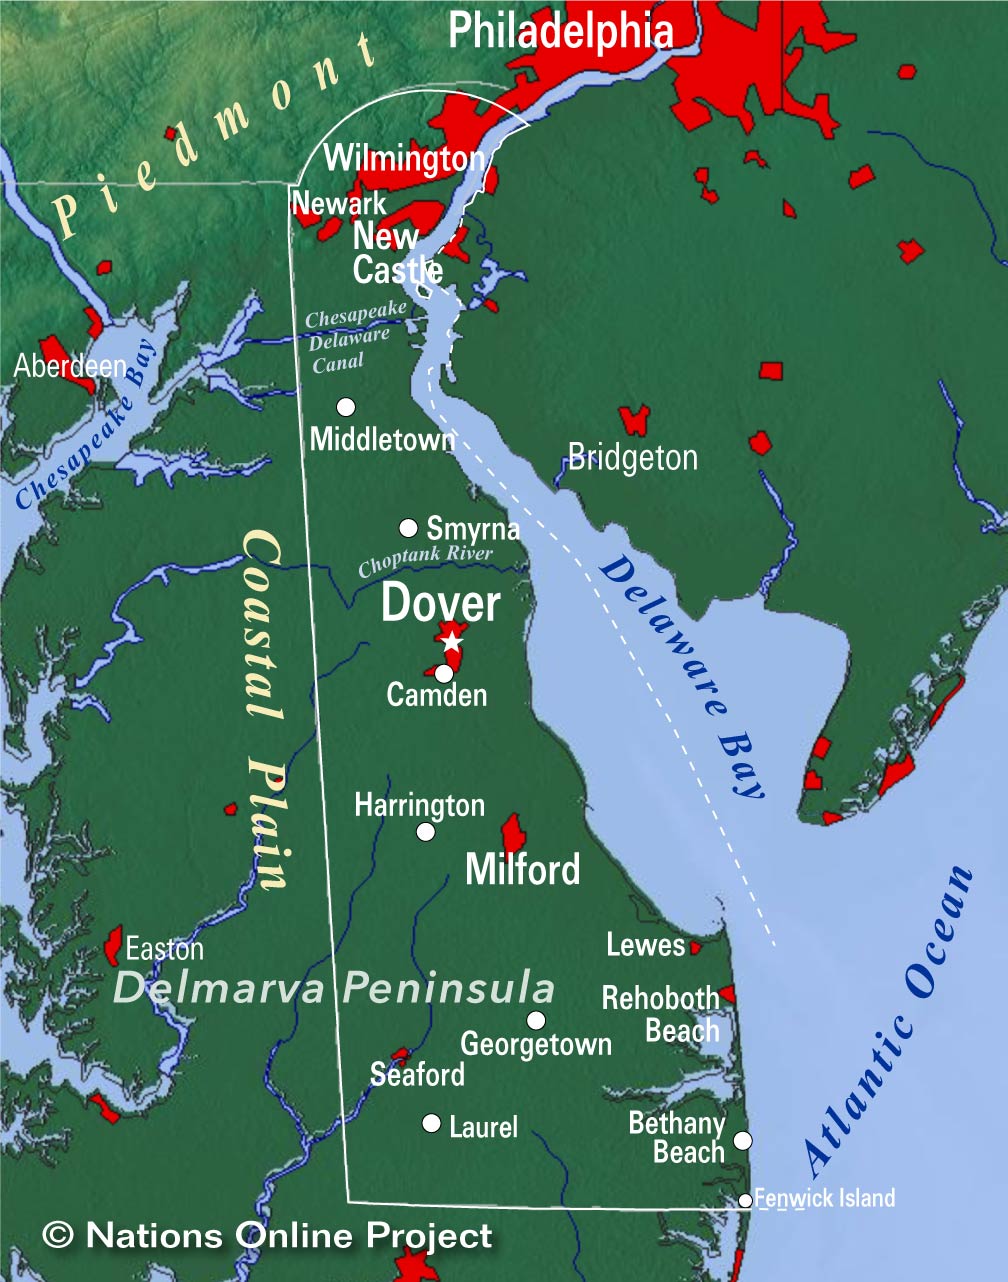 Philadelphia
Piedmont
Wilmington
Newark
New
Castle
Chesapeake
Delaware
Canal
Aberdeen
Chesapeake Bay
Middletown
Bridgeton
Smyrna
Choptank River
Coastal Plain
Dover
Delaware Bay
Camden
Harrington
Milford
Lewes
Easton
Delmarva Peninsula
Rehoboth
Beach
Georgetown
Atlantic Ocean
Seaford
Laurel
Bethany
Beach
Fenwick Island
© Nations Online Project